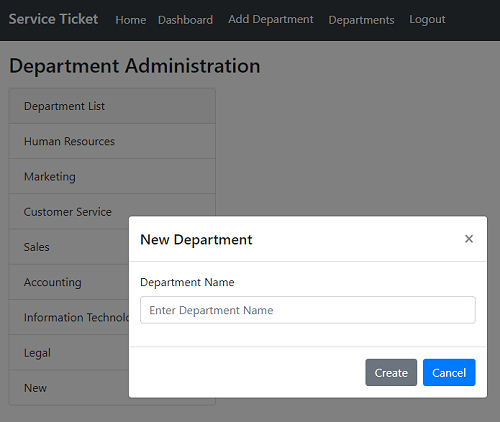 Service Ticket Home Dashboard Add Department Departments Logout
Department Administration
Department List
Human Resources
Marketing
Customer Service
Sales
Accounting
Information Technolo
Legal
New
New Department ×
Department Name
Enter Department Name
Create Cancel